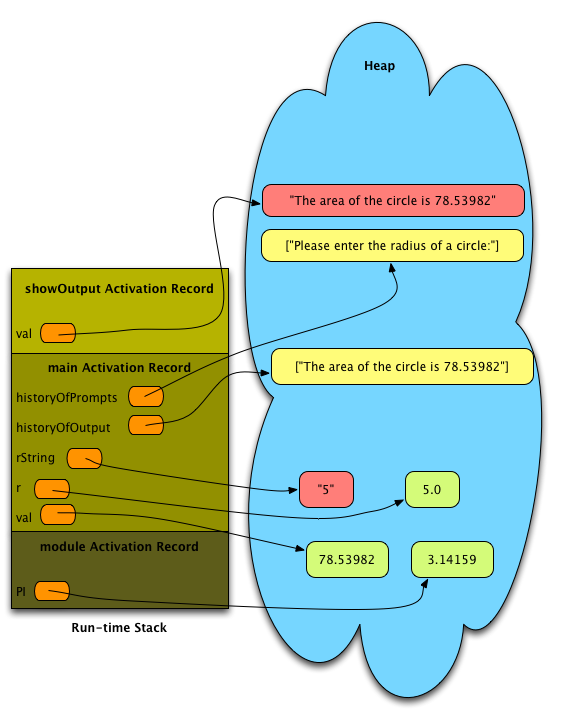 Heap
"The area of the circle is 78.53982"
["Please enter the radius of a circle:"]
showOutput Activation Record
val
main Activation Record
["The area of the circle is 78.53982"]
historyOfPrompts
historyOfOutput
rString
r
"5"
5.0
val
module Activation Record
78.53982
3.14159
PI
Run-time Stack